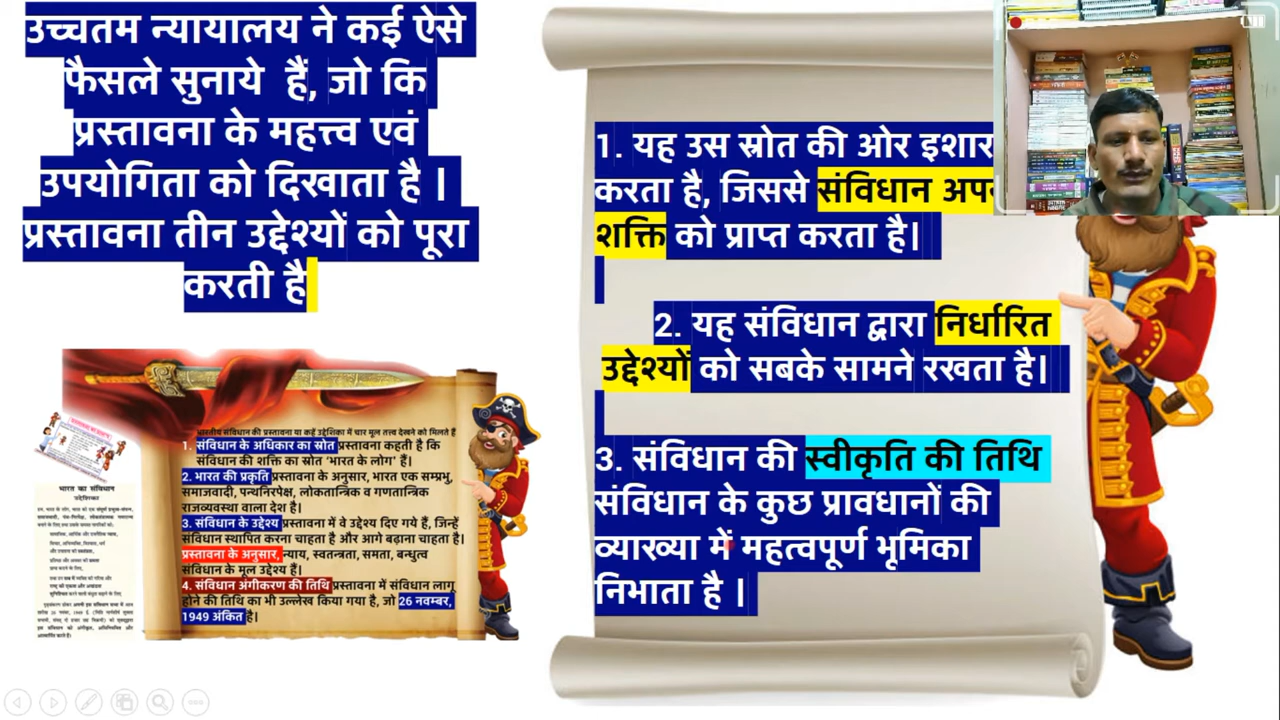 उच्चतम न्यायालय ने कई ऐसे
फैसले सुनाये हैं, जो कि
प्रस्तावना के महत्त्व एवं
उपयोगिता को दिखाता है |
प्रस्तावना तीन उद्देश्यों को पूरा
करती है
1. यह उस स्रोत की ओर इशार
करता है, जिससे संविधान अपन
शक्ति को प्राप्त करता है।
2. यह संविधान द्वारा निर्धारित
उद्देश्यों को सबके सामने रखता है।
3. संविधान की स्वीकृति की तिथि
संविधान के कुछ प्रावधानों की
व्याख्या में महत्वपूर्ण भूमिका
निभाता है |
भारतीय संविधान की प्रस्तावना या कहें उद्देशिका में चार मूल तत्त्व देखने को मिलते हैं
1. संविधान के अधिकार का स्रोत प्रस्तावना कहती है कि
संविधान की शक्ति का स्रोत 'भारत के लोग' हैं।
2. भारत की प्रकृति प्रस्तावना के अनुसार, भारत एक सम्प्रभु,
समाजवादी, पन्थनिरपेक्ष, लोकतान्त्रिक व गणतान्त्रिक
राजव्यवस्था वाला देश है।
3. संविधान के उद्देश्य प्रस्तावना में वे उद्देश्य दिए गये हैं, जिन्हें
संविधान स्थापित करना चाहता है और आगे बढ़ाना चाहता है।
प्रस्तावना के अनुसार, न्याय, स्वतन्त्रता, समता, बन्धुत्व
संविधान के मूल उद्देश्य हैं।
4. संविधान अंगीकरण की तिथि प्रस्तावना में संविधान लागू
होने की तिथि का भी उल्लेख किया गया है, जो 26 नवम्बर,
1949 अंकित है।
भारत का संविधान
उद्देशिका